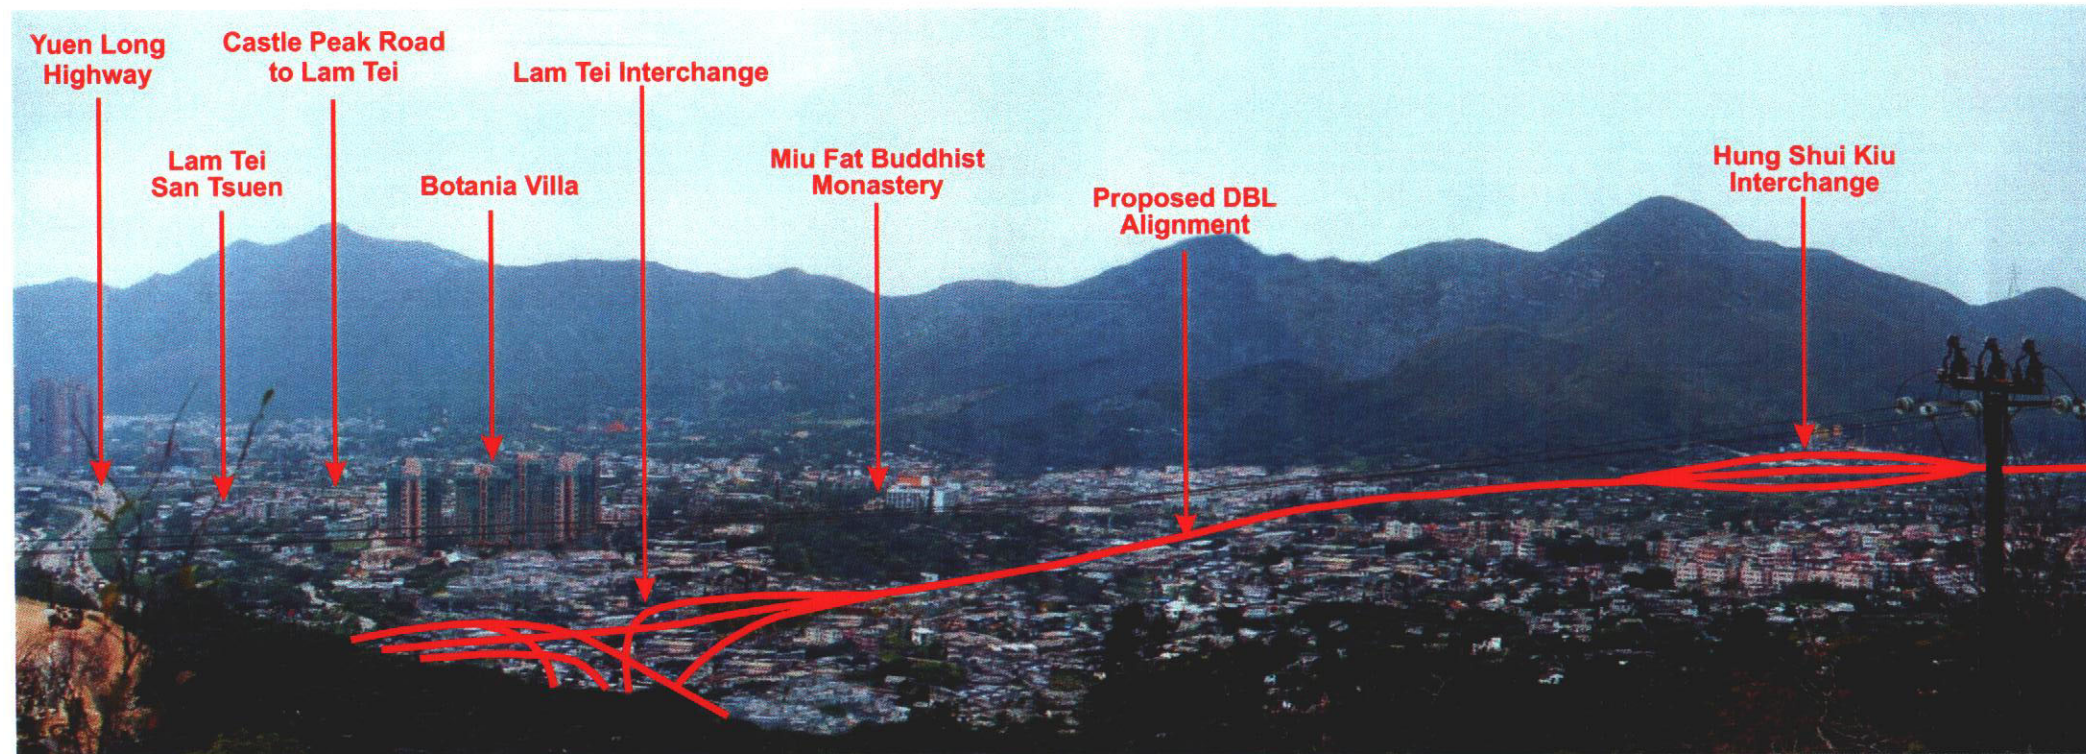 Yuen Long
Highway
Castle Peak Road
to Lam Tei
Lam Tei Interchange
Lam Tei
San Tsuen
Botania Villa
Miu Fat Buddhist
Monastery
Proposed DBL
Alignment
Hung Shui Kiu
Interchange